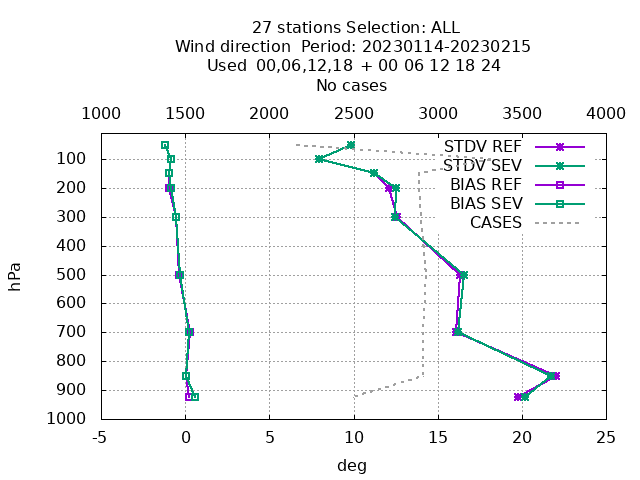 27 stations Selection: ALL
Wind direction  Period: 20230114-20230215
Used  00,06,12,18 + 00 06 12 18 24
No cases
1000 1500 2000 2500 3000 3500 4000
STDV REF
STDV SEV
BIAS REF
BIAS SEV
CASES
hPa
100
200
300
400
500
600
700
800
900
1000
-5 0 5 10 15 20 25
deg